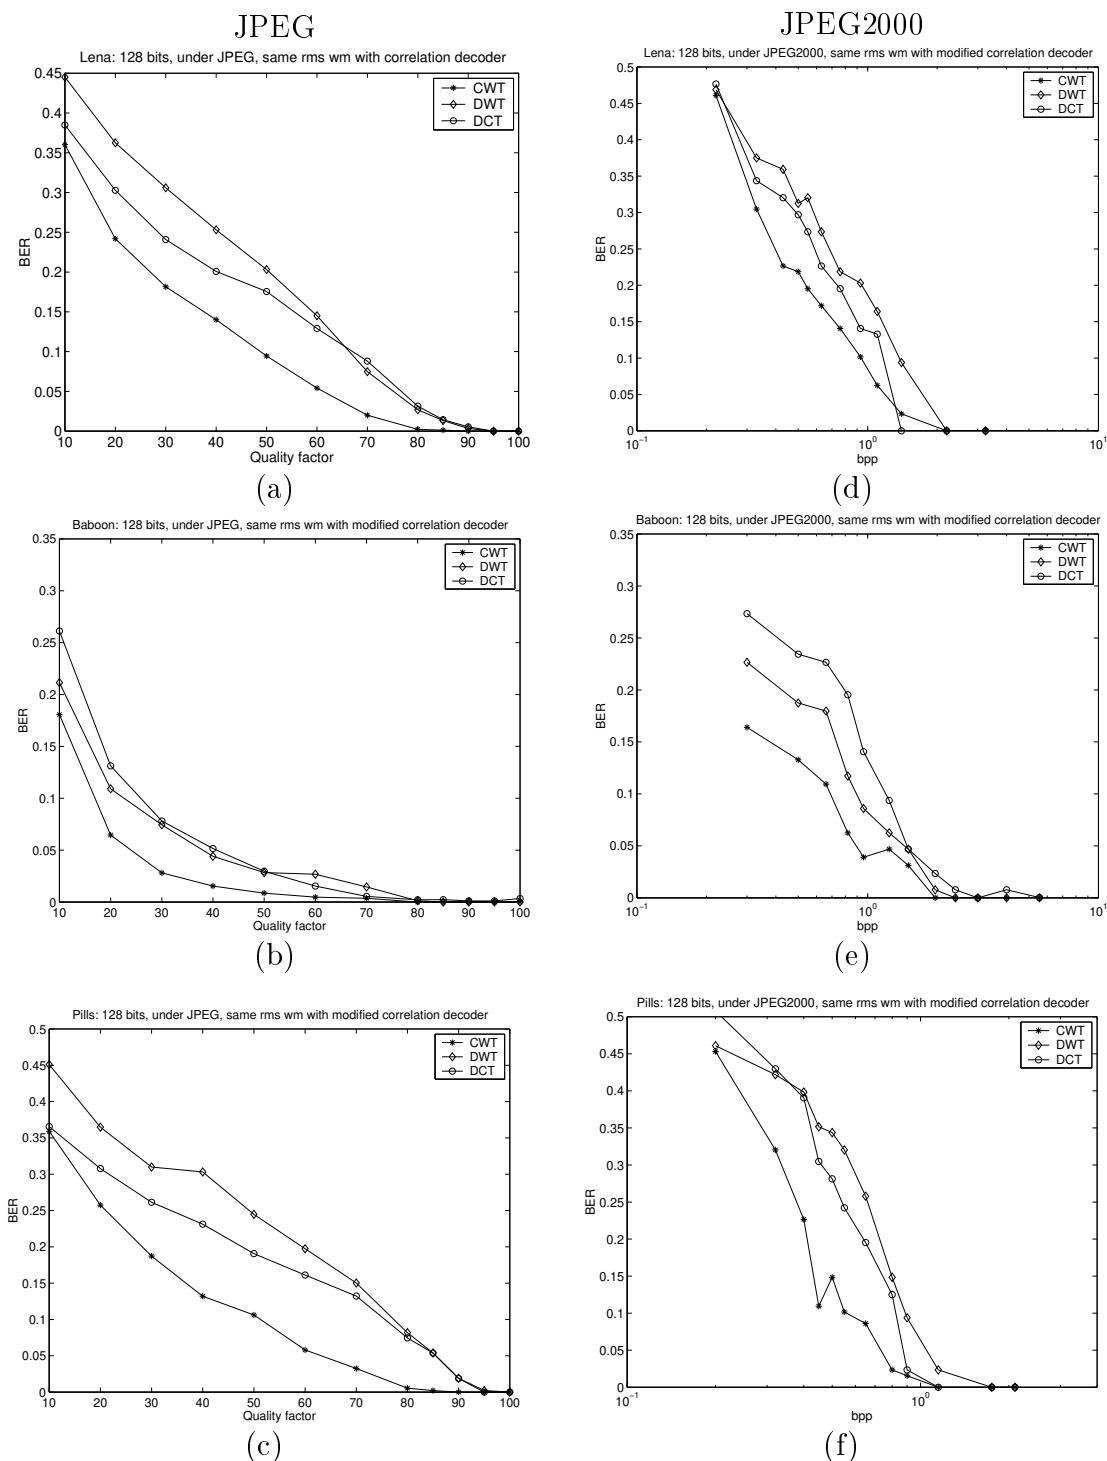 JPEG
JPEG2000
Lena: 128 bits, under JPEG, same rms wm with correlation decoder
0.45
0.4
0.35
0.3
0.25
0.2
0.15
0.1
0.05
0
BER
CWT
DWT
DCT
10 20 30 40 50 60 70 80 90 100
Quality factor
(a)
Lena: 128 bits, under JPEG2000, same rms wm with modified correlation decoder
0.5
0.45
0.4
0.35
0.3
0.25
0.2
0.15
0.1
0.05
0
BER
CWT
DWT
DCT
10⁻¹ 10⁰ 10¹
bpp
(d)
Baboon: 128 bits, under JPEG, same rms wm with modified correlation decoder
0.35
0.3
0.25
0.2
0.15
0.1
0.05
0
BER
CWT
DWT
DCT
10 20 30 40 50 60 70 80 90 100
Quality factor
(b)
Baboon: 128 bits, under JPEG2000, same rms wm with modified correlation decoder
0.35
0.3
0.25
0.2
0.15
0.1
0.05
0
BER
CWT
DWT
DCT
10⁻¹ 10⁰ 10¹
bpp
(e)
Pills: 128 bits, under JPEG, same rms wm with modified correlation decoder
0.5
0.45
0.4
0.35
0.3
0.25
0.2
0.15
0.1
0.05
0
BER
CWT
DWT
DCT
10 20 30 40 50 60 70 80 90 100
Quality factor
(c)
Pills: 128 bits, under JPEG2000, same rms wm with modified correlation decoder
0.5
0.45
0.4
0.35
0.3
0.25
0.2
0.15
0.1
0.05
0
BER
CWT
DWT
DCT
10⁻¹ 10⁰
bpp
(f)